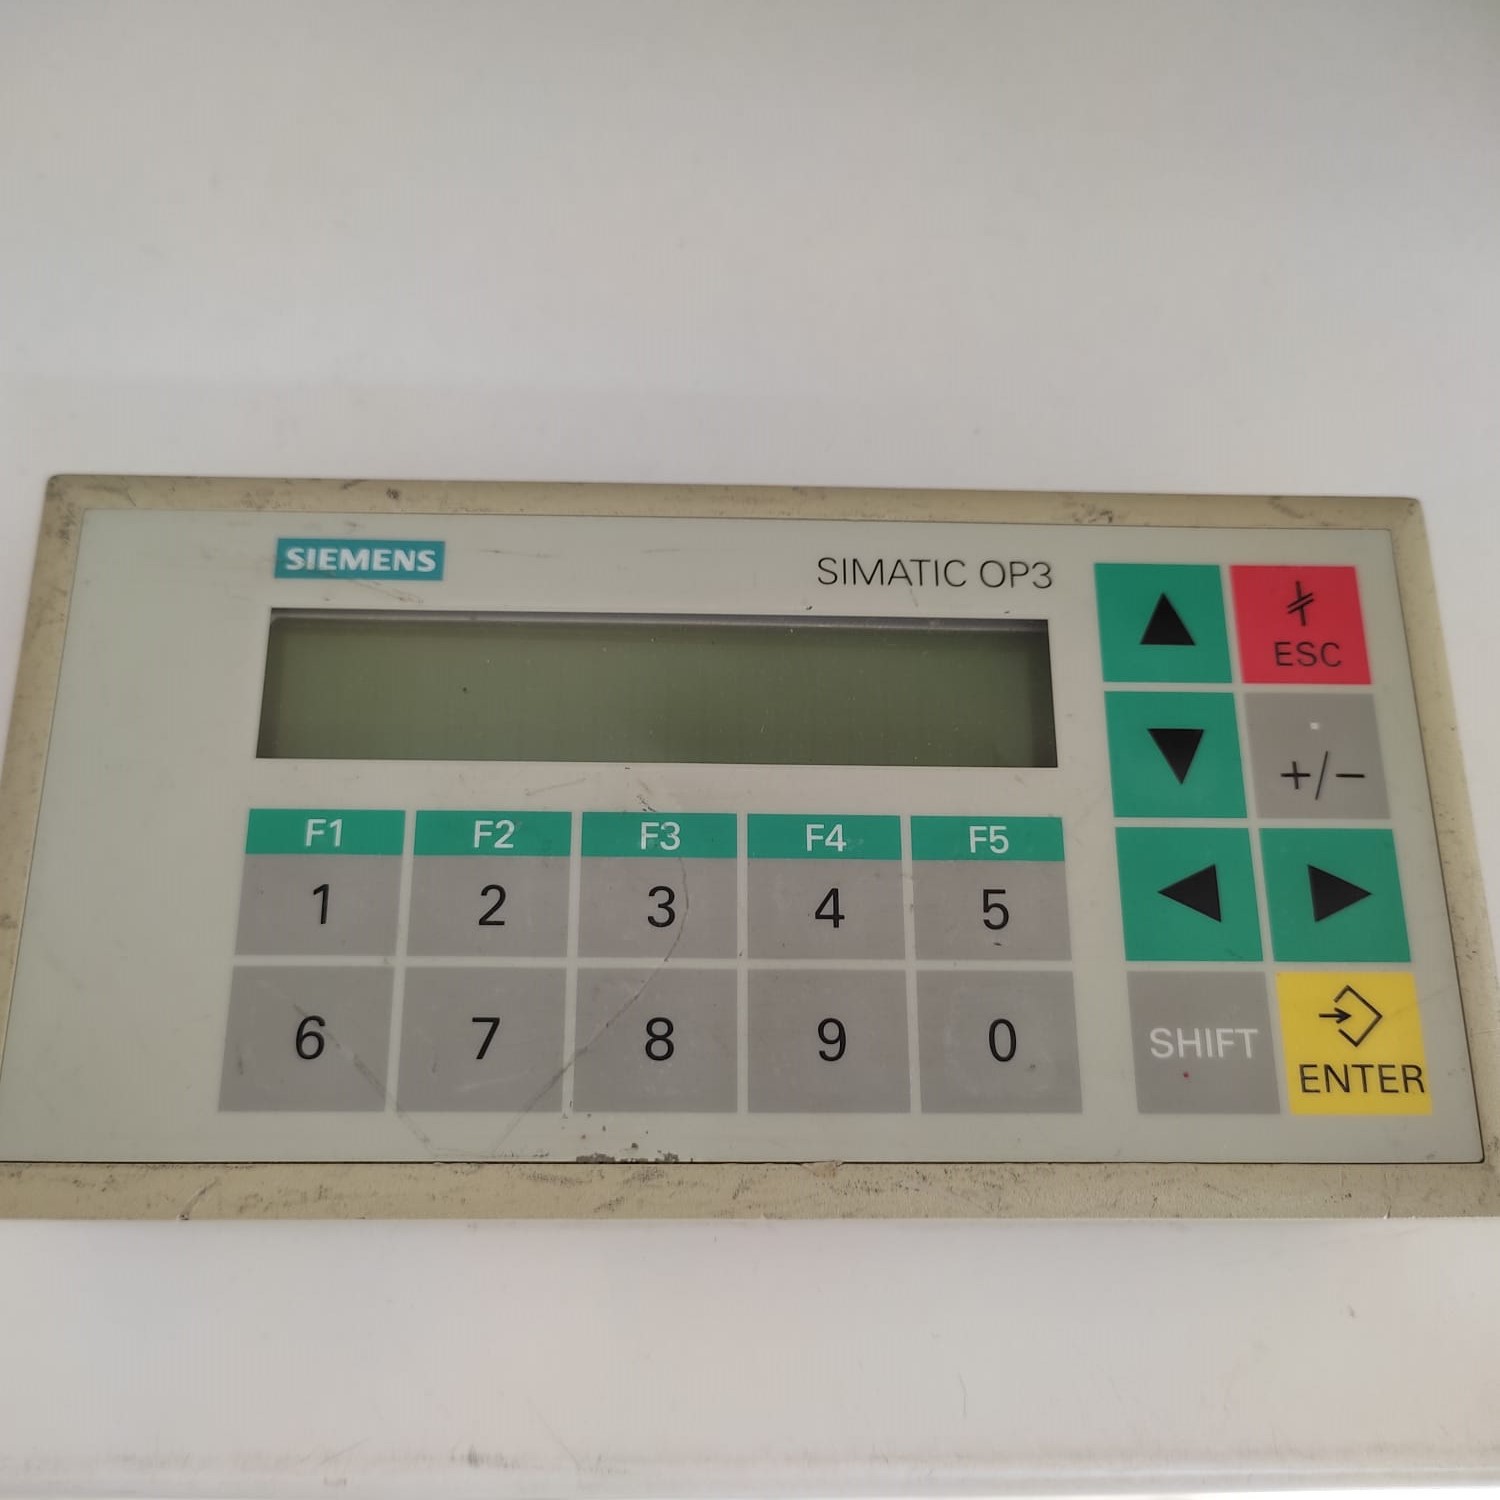 SIEMENS
SIMATIC OP3
ESC
.
+/−
F1 F2 F3 F4 F5
1 2 3 4 5
6 7 8 9 0
SHIFT
ENTER